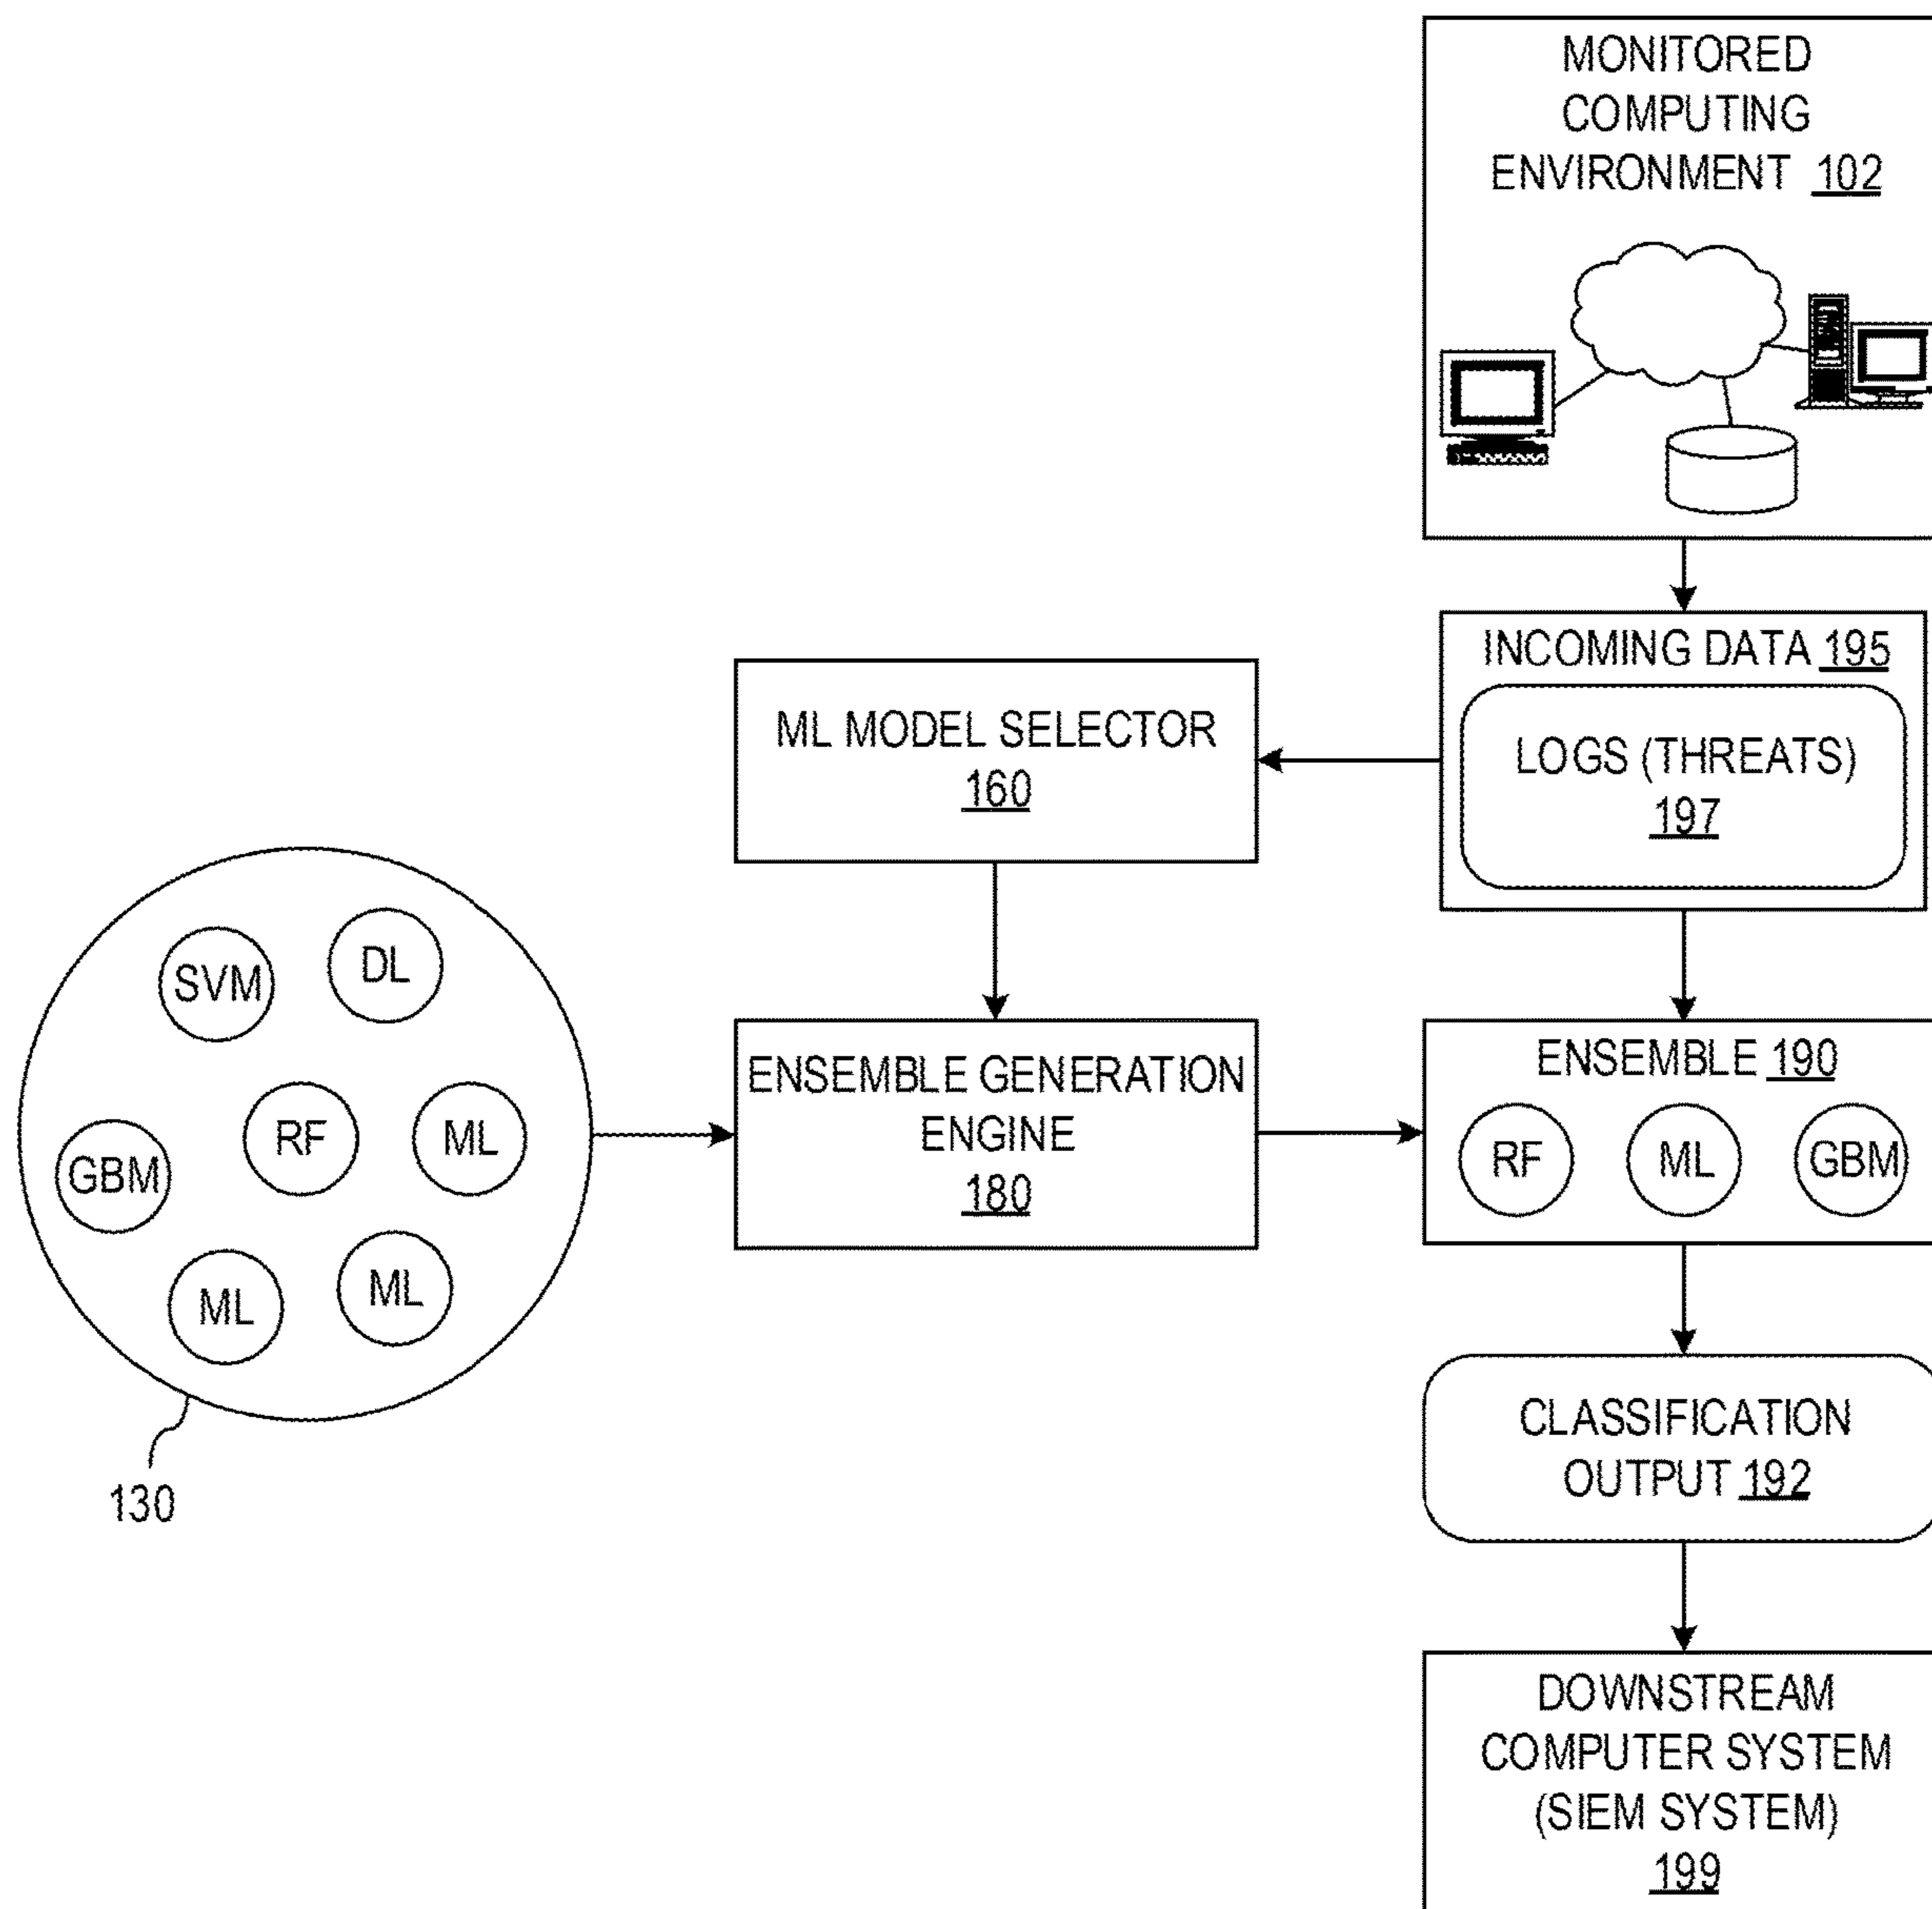 MONITORED
COMPUTING
ENVIRONMENT 102
INCOMING DATA 195
LOGS (THREATS)
197
ML MODEL SELECTOR
160
SVM
DL
GBM
RF
ML
ML
ML
130
ENSEMBLE GENERATION
ENGINE
180
ENSEMBLE 190
RF
ML
GBM
CLASSIFICATION
OUTPUT 192
DOWNSTREAM
COMPUTER SYSTEM
(SIEM SYSTEM)
199